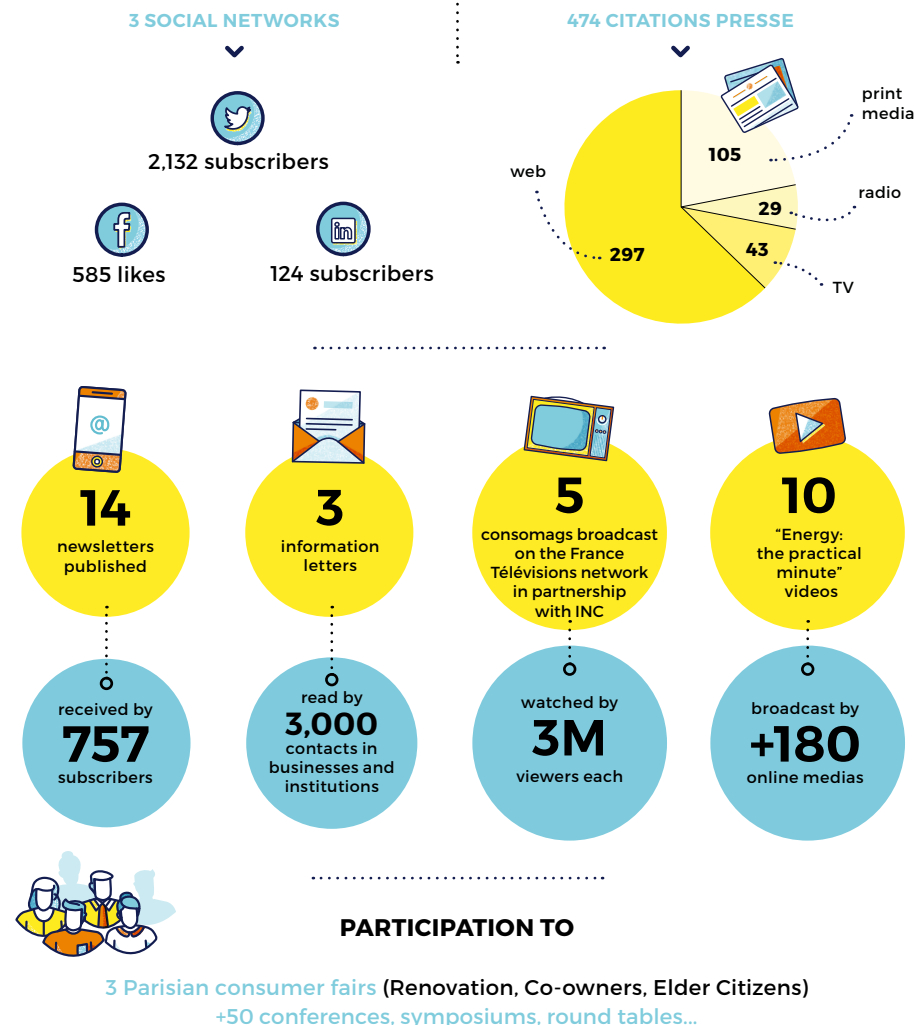 3 SOCIAL NETWORKS
2,132 subscribers
585 likes
124 subscribers
474 CITATIONS PRESSE
print
media
105
radio
29
43
TV
web
297
@
14
newsletters
published
received by
757
subscribers
3
information
letters
read by
3,000
contacts in
businesses and
institutions
5
consomags broadcast
on the France
Télévisions network
in partnership
with INC
watched by
3M
viewers each
10
“Energy:
the practical
minute”
videos
broadcast by
+180
online medias
PARTICIPATION TO
3 Parisian consumer fairs (Renovation, Co-owners, Elder Citizens)
+50 conferences, symposiums, round tables...